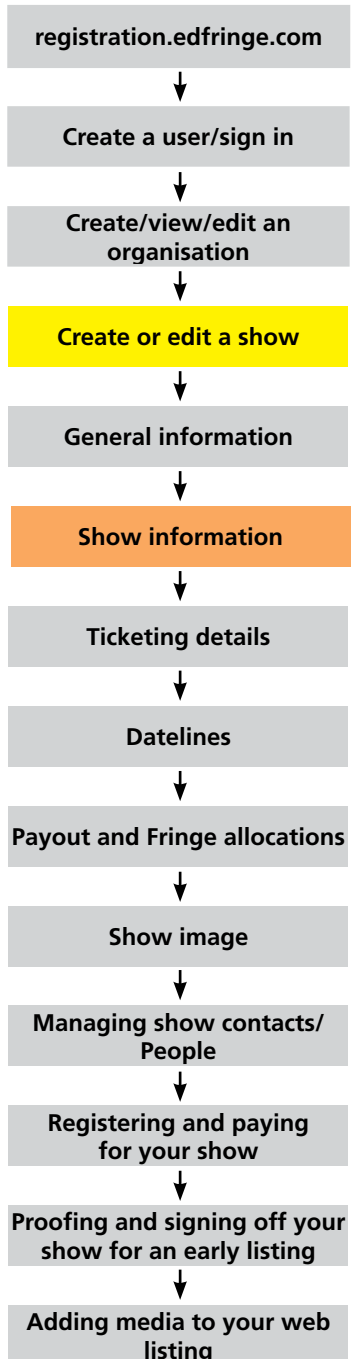 registration.edfringe.com
Create a user/sign in
Create/view/edit an
organisation
Create or edit a show
General information
Show information
Ticketing details
Datelines
Payout and Fringe allocations
Show image
Managing show contacts/
People
Registering and paying
for your show
Proofing and signing off your
show for an early listing
Adding media to your web
listing